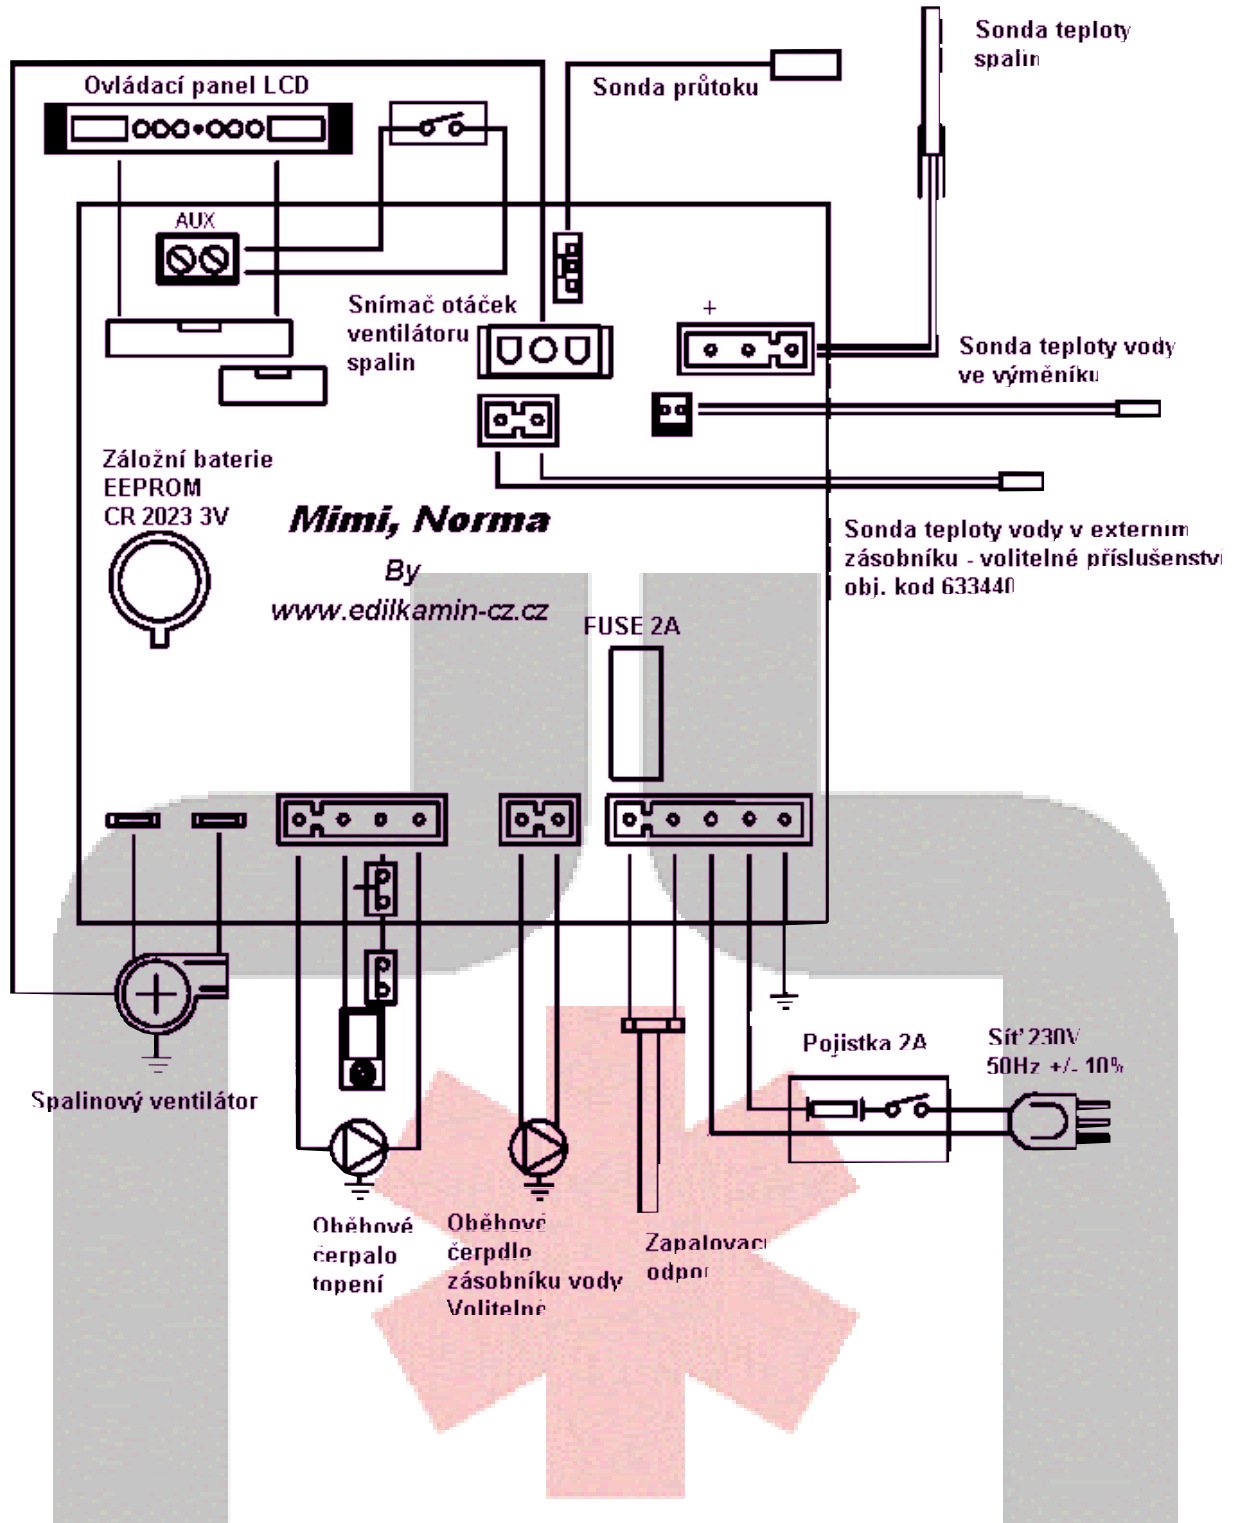 Sonda teploty
spalin
Ovládací panel LCD
Sonda průtoku
AUX
Snímač otáček
ventilátoru
spalin
+
Sonda teploty vody
ve výměníku
Záložní baterie
EEPROM
CR 2023 3V
Mimi, Norma
By
www.edilkamin-cz.cz
Sonda teploty vody v externím
zásobníku - volitelné příslušenství
obj. kod 633440
FUSE 2A
Pojistka 2A
Síť 230V
50Hz +/- 10%
Spalinový ventilátor
Oběhové
čerpalo
topení
Oběhové
čerpdlo
zásobníku vody
Volitelné
Zapalovací
odpor